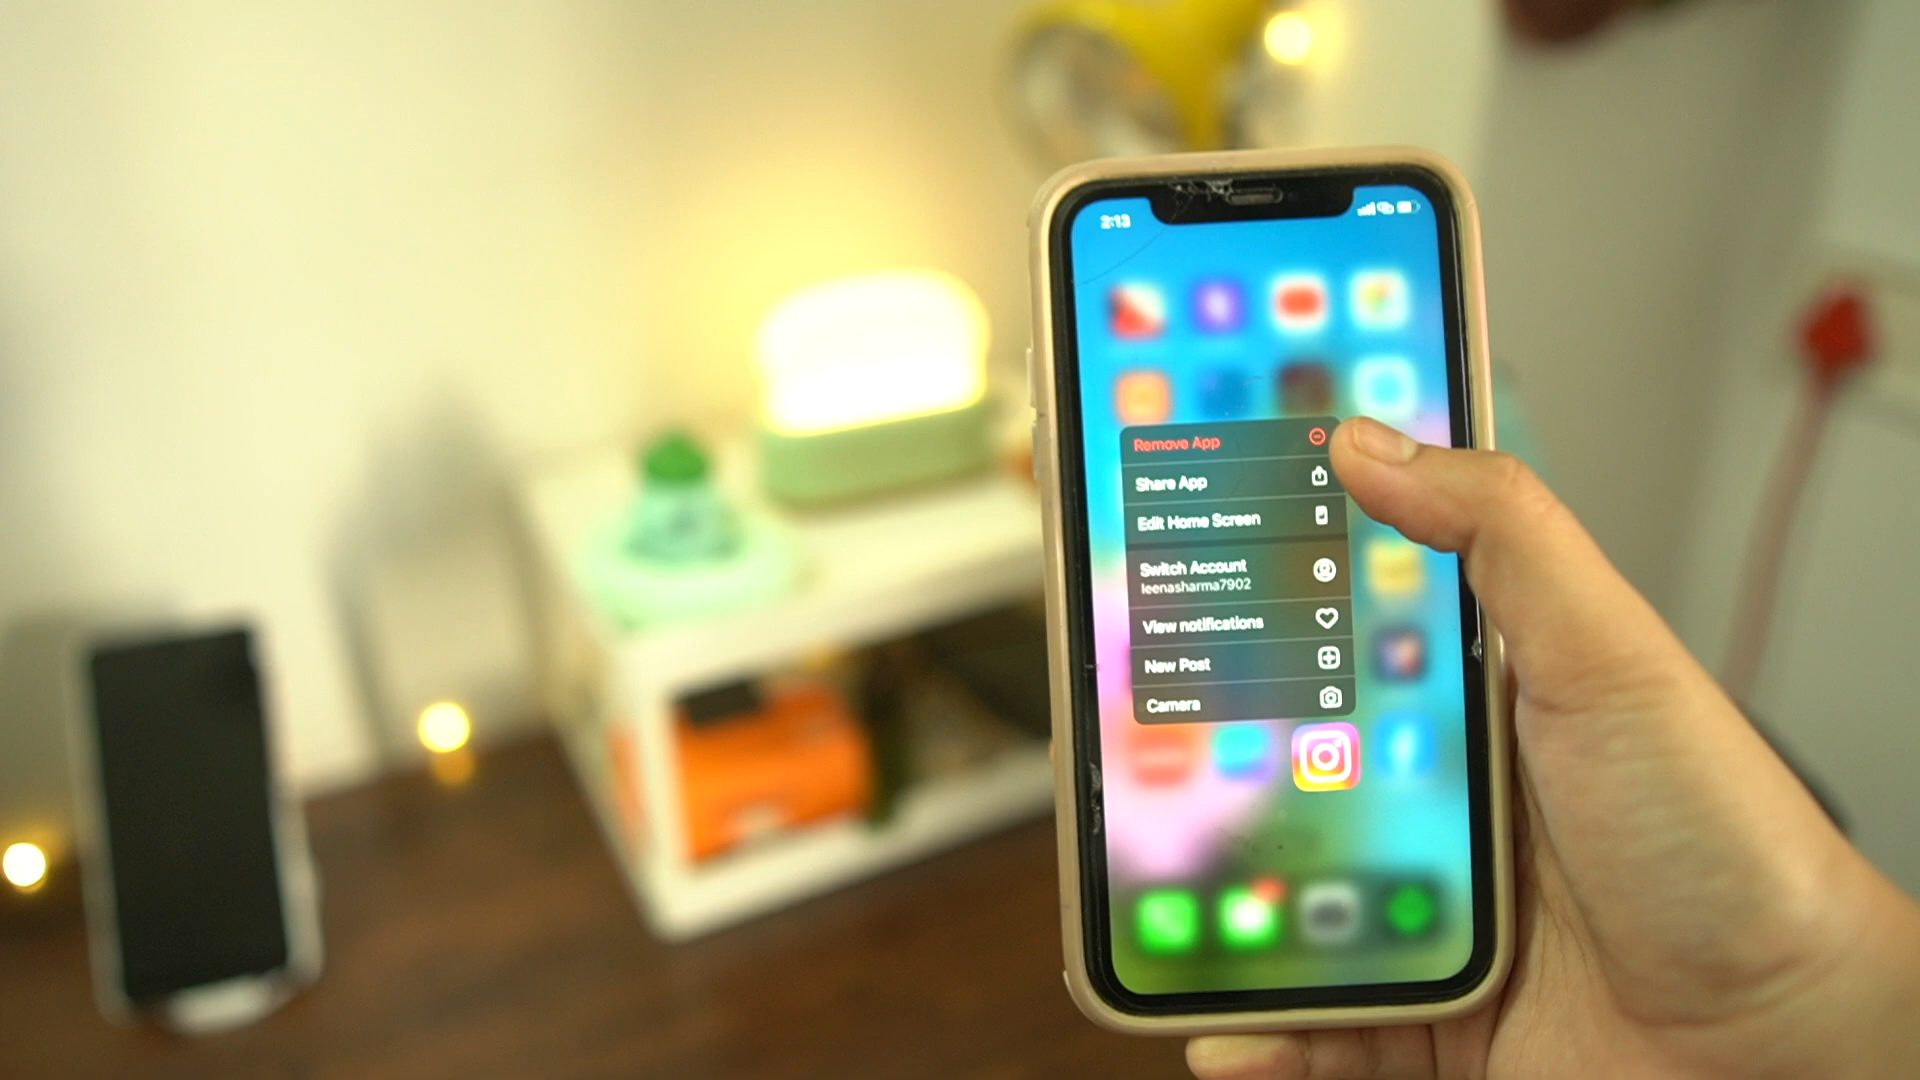 2:13
Remove App
Share App
Edit Home Screen
Switch Account
leenasharma7902
View notifications
New Post
Camera